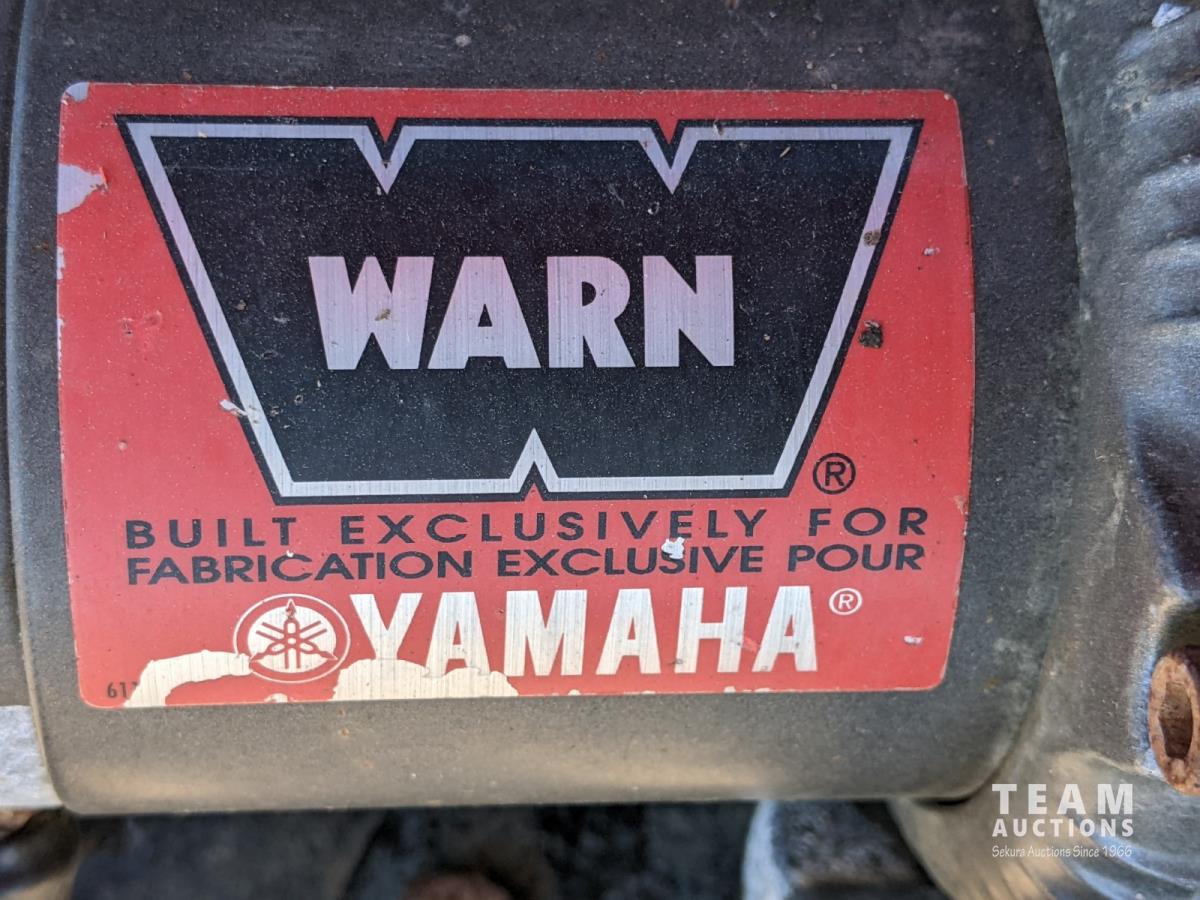 WARN
®
BUILT EXCLUSIVELY FOR
FABRICATION EXCLUSIVE POUR
YAMAHA®
TEAM
AUCTIONS
Sekura Auctions Since 1966